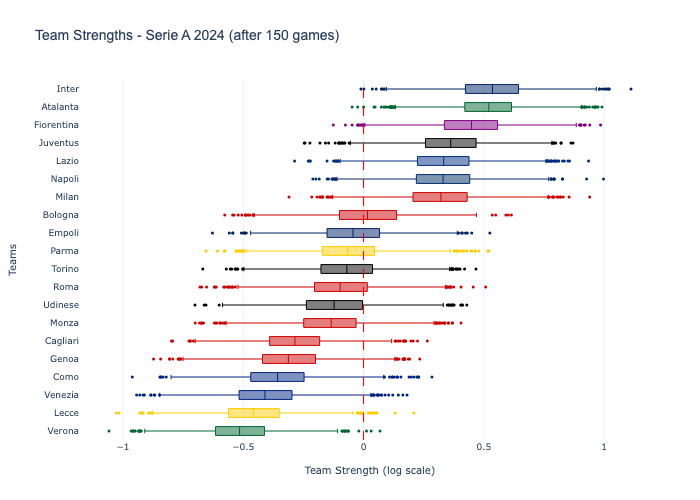 Team Strengths - Serie A 2024 (after 150 games)
Inter
Atalanta
Fiorentina
Juventus
Lazio
Napoli
Milan
Bologna
Empoli
Parma
Torino
Roma
Udinese
Monza
Cagliari
Genoa
Como
Venezia
Lecce
Verona
Teams
−1
−0.5
0
0.5
1
Team Strength (log scale)